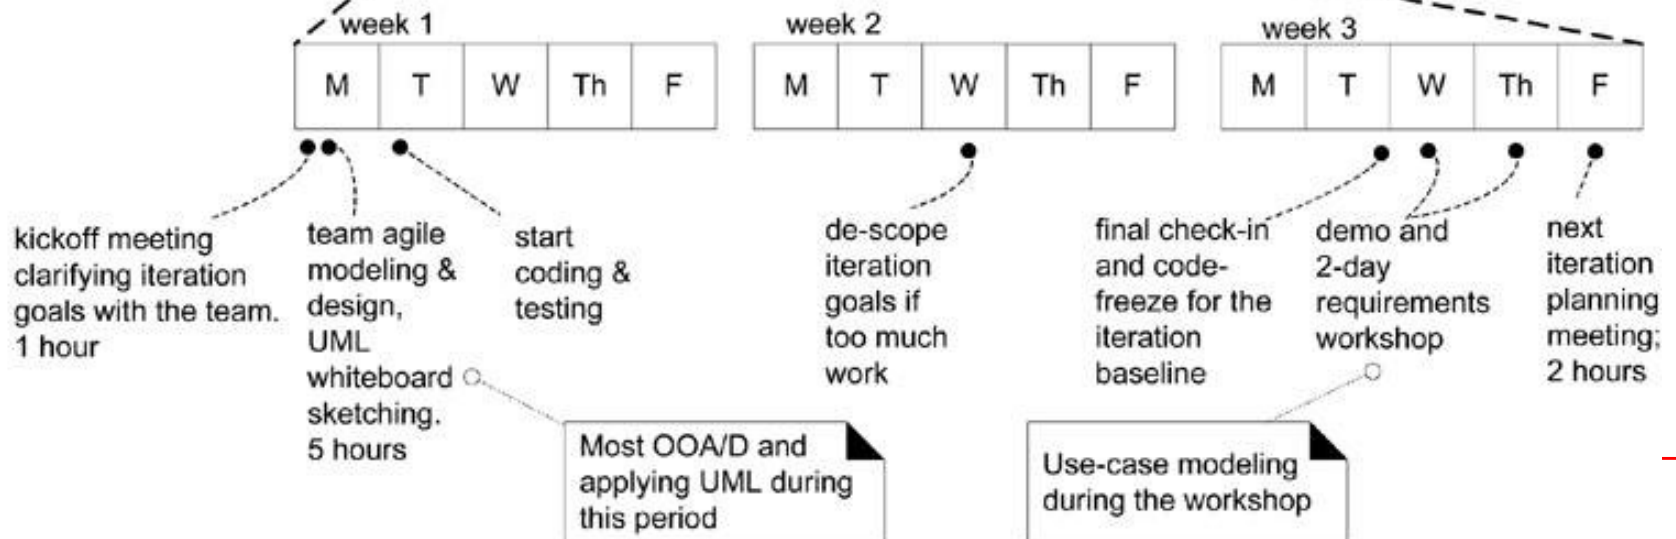 week 1
week 2
week 3
M T W Th F
M T W Th F
M T W Th F
kickoff meeting
clarifying iteration
goals with the team.
1 hour
team agile
modeling &
design,
UML
whiteboard
sketching.
5 hours
start
coding &
testing
de-scope
iteration
goals if
too much
work
final check-in
and code-
freeze for the
iteration
baseline
demo and
2-day
requirements
workshop
next
iteration
planning
meeting;
2 hours
Most OOA/D and
applying UML during
this period
Use-case modeling
during the workshop